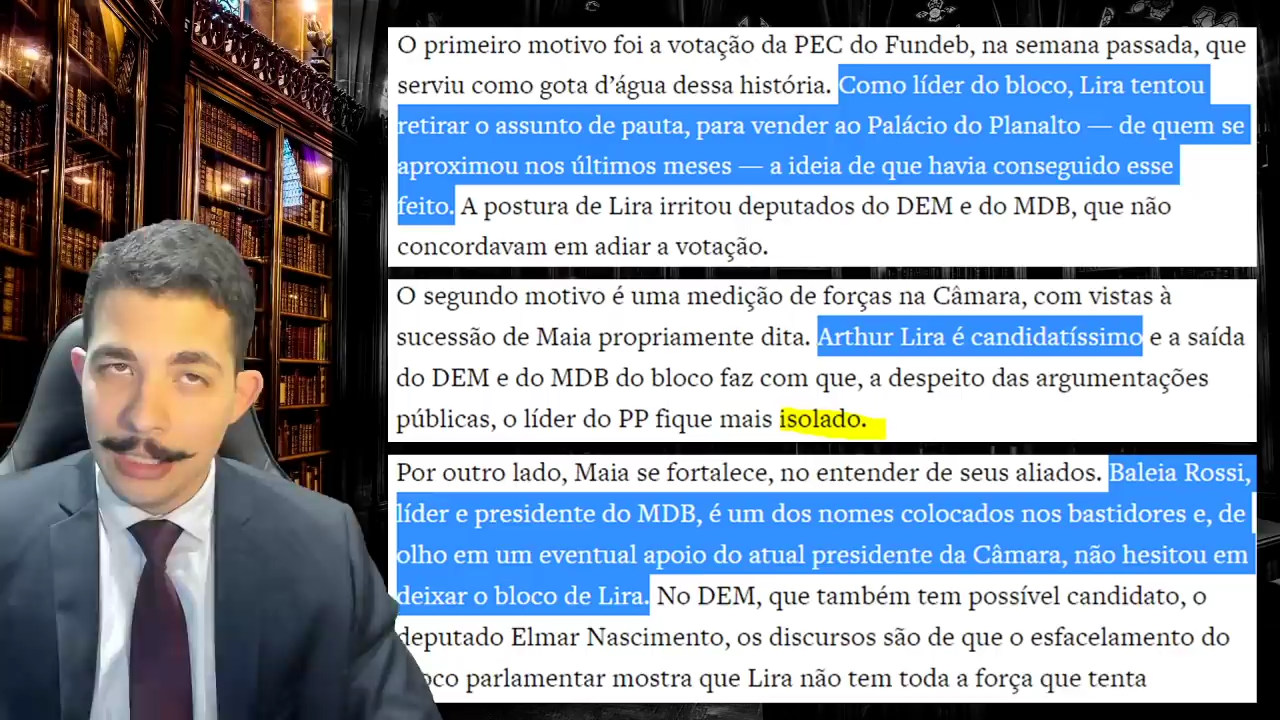 O primeiro motivo foi a votação da PEC do Fundeb, na semana passada, que
serviu como gota d’água dessa história. Como líder do bloco, Lira tentou
retirar o assunto de pauta, para vender ao Palácio do Planalto — de quem se
aproximou nos últimos meses — a ideia de que havia conseguido esse
feito. A postura de Lira irritou deputados do DEM e do MDB, que não
concordavam em adiar a votação.
O segundo motivo é uma medição de forças na Câmara, com vistas à
sucessão de Maia propriamente dita. Arthur Lira é candidatíssimo e a saída
do DEM e do MDB do bloco faz com que, a despeito das argumentações
públicas, o líder do PP fique mais isolado.
Por outro lado, Maia se fortalece, no entender de seus aliados. Baleia Rossi,
líder e presidente do MDB, é um dos nomes colocados nos bastidores e, de
olho em um eventual apoio do atual presidente da Câmara, não hesitou em
deixar o bloco de Lira. No DEM, que também tem possível candidato, o
deputado Elmar Nascimento, os discursos são de que o esfacelamento do
parlamentar mostra que Lira não tem toda a força que tenta